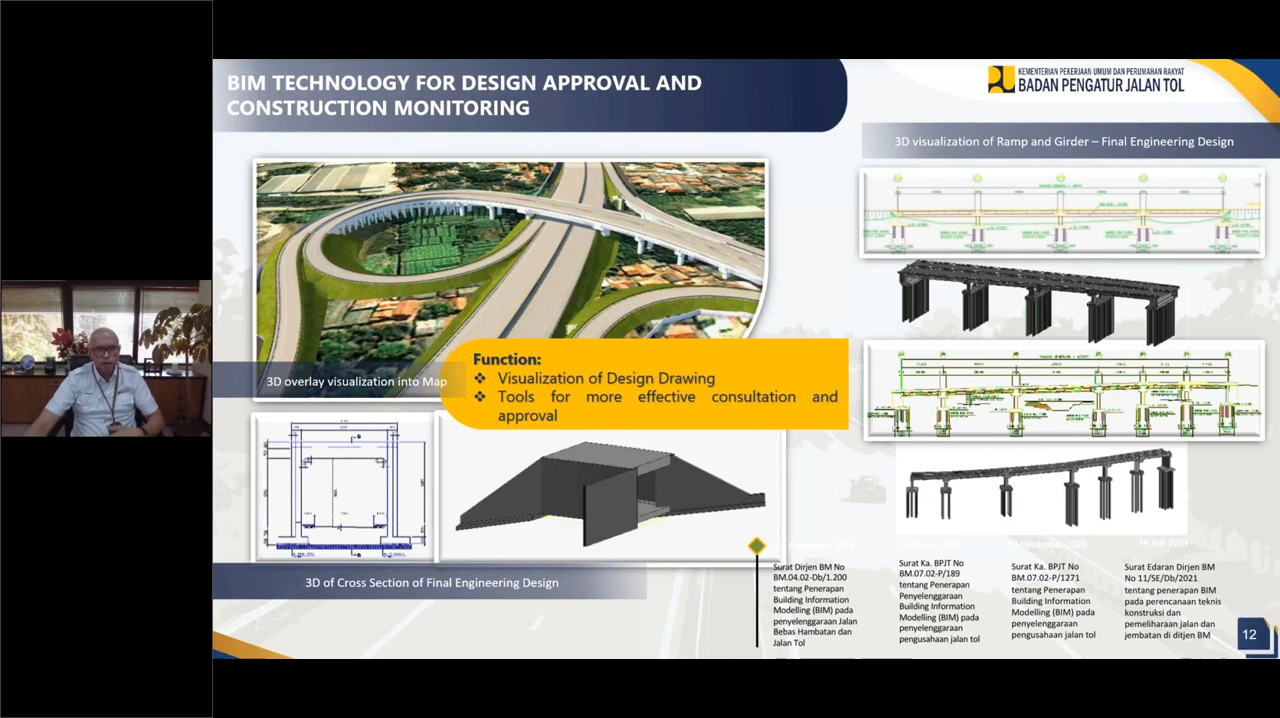 BIM TECHNOLOGY FOR DESIGN APPROVAL AND
CONSTRUCTION MONITORING
KEMENTERIAN PEKERJAAN UMUM DAN PERUMAHAN RAKYAT
BADAN PENGATUR JALAN TOL
3D visualization of Ramp and Girder – Final Engineering Design
3D overlay visualization into Map
Function:
❖ Visualization of Design Drawing
❖ Tools for more effective consultation and
approval
3D of Cross Section of Final Engineering Design
Surat Dirjen BM No
BM.04.02-Db/1.200
tentang Penerapan
Building Information
Modelling (BIM) pada
penyelenggaraan Jalan
Bebas Hambatan dan
Jalan Tol
Surat Ka. BPJT No
BM.07.02-P/189
tentang Penerapan
Penyelenggaraan
Building Information
Modelling (BIM) pada
penyelenggaraan
pengusahaan jalan tol
Desember 2020
Surat Ka. BPJT No
BM.07.02-P/1271
tentang Penerapan
Building Information
Modelling (BIM) pada
penyelenggaraan
pengusahaan jalan tol
19 Juli 2021
Surat Edaran Dirjen BM
No 11/SE/Db/2021
tentang penerapan BIM
pada perencanaan teknis
konstruksi dan
pemeliharaan jalan dan
jembatan di ditjen BM
12